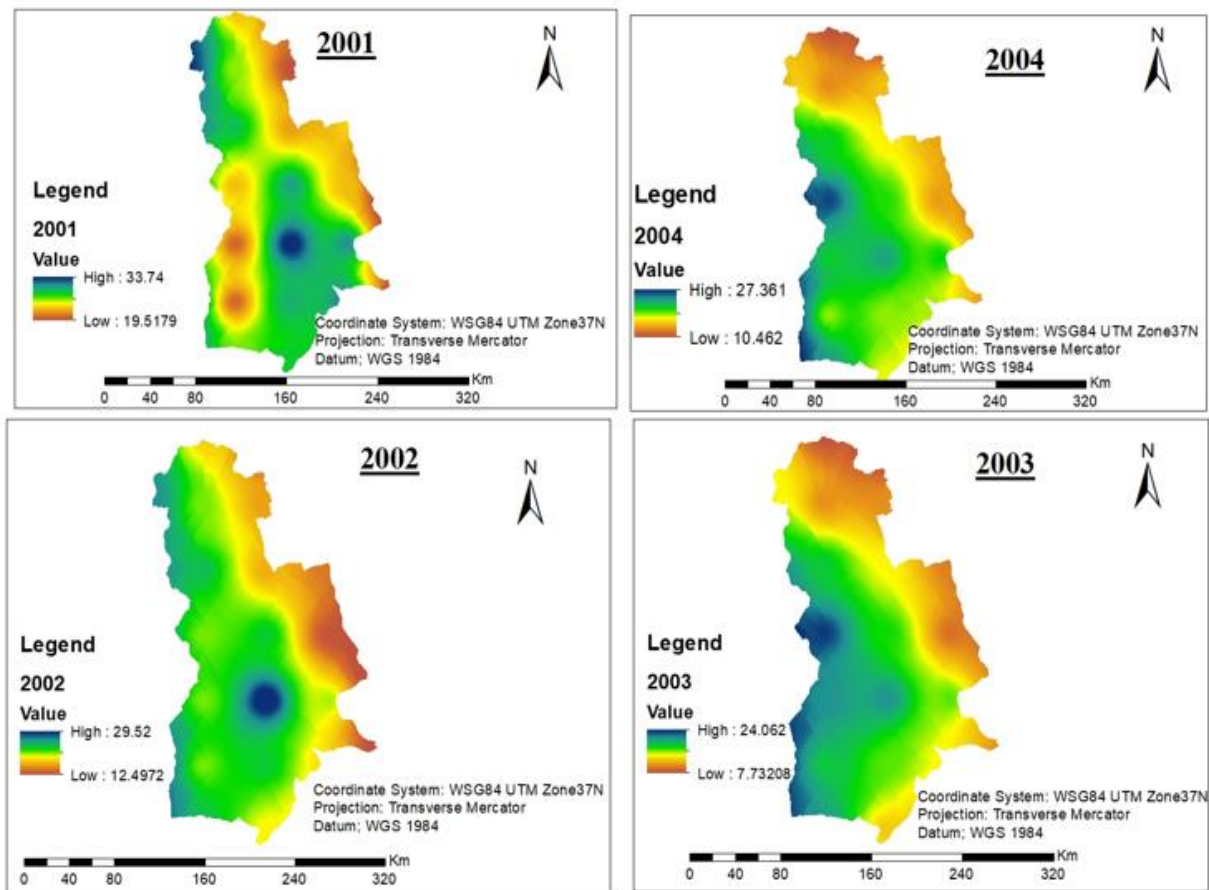 2001
N
Legend
2001
Value
High : 33.74
Low : 19.5179
Coordinate System: WSG84 UTM Zone37N
Projection: Transverse Mercator
Datum; WGS 1984
Km
0 40 80 160 240 320
2004
N
Legend
2004
Value
High : 27.361
Low : 10.462
Coordinate System: WSG84 UTM Zone37N
Projection: Transverse Mercator
Datum; WGS 1984
Km
0 40 80 160 240 320
2002
N
Legend
2002
Value
High : 29.52
Low : 12.4972
Coordinate System: WSG84 UTM Zone37N
Projection: Transverse Mercator
Datum; WGS 1984
Km
0 40 80 160 240 320
2003
N
Legend
2003
Value
High : 24.062
Low : 7.73208
Coordinate System: WSG84 UTM Zone37N
Projection: Transverse Mercator
Datum; WGS 1984
Km
0 40 80 160 240 320